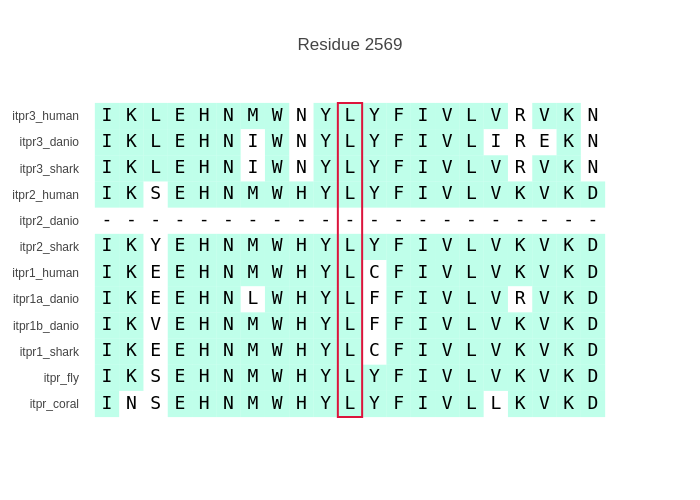 Residue 2569
itpr3_human I K L E H N M W N Y L Y F I V L V R V K N
itpr3_danio I K L E H N I W N Y L Y F I V L I R E K N
itpr3_shark I K L E H N I W N Y L Y F I V L V R V K N
itpr2_human I K S E H N M W H Y L Y F I V L V K V K D
itpr2_danio - - - - - - - - - - - - - - - - - - - - -
itpr2_shark I K Y E H N M W H Y L Y F I V L V K V K D
itpr1_human I K E E H N M W H Y L C F I V L V K V K D
itpr1a_danio I K E E H N L W H Y L F F I V L V R V K D
itpr1b_danio I K V E H N M W H Y L F F I V L V K V K D
itpr1_shark I K E E H N M W H Y L C F I V L V K V K D
itpr_fly I K S E H N M W H Y L Y F I V L V K V K D
itpr_coral I N S E H N M W H Y L Y F I V L L K V K D